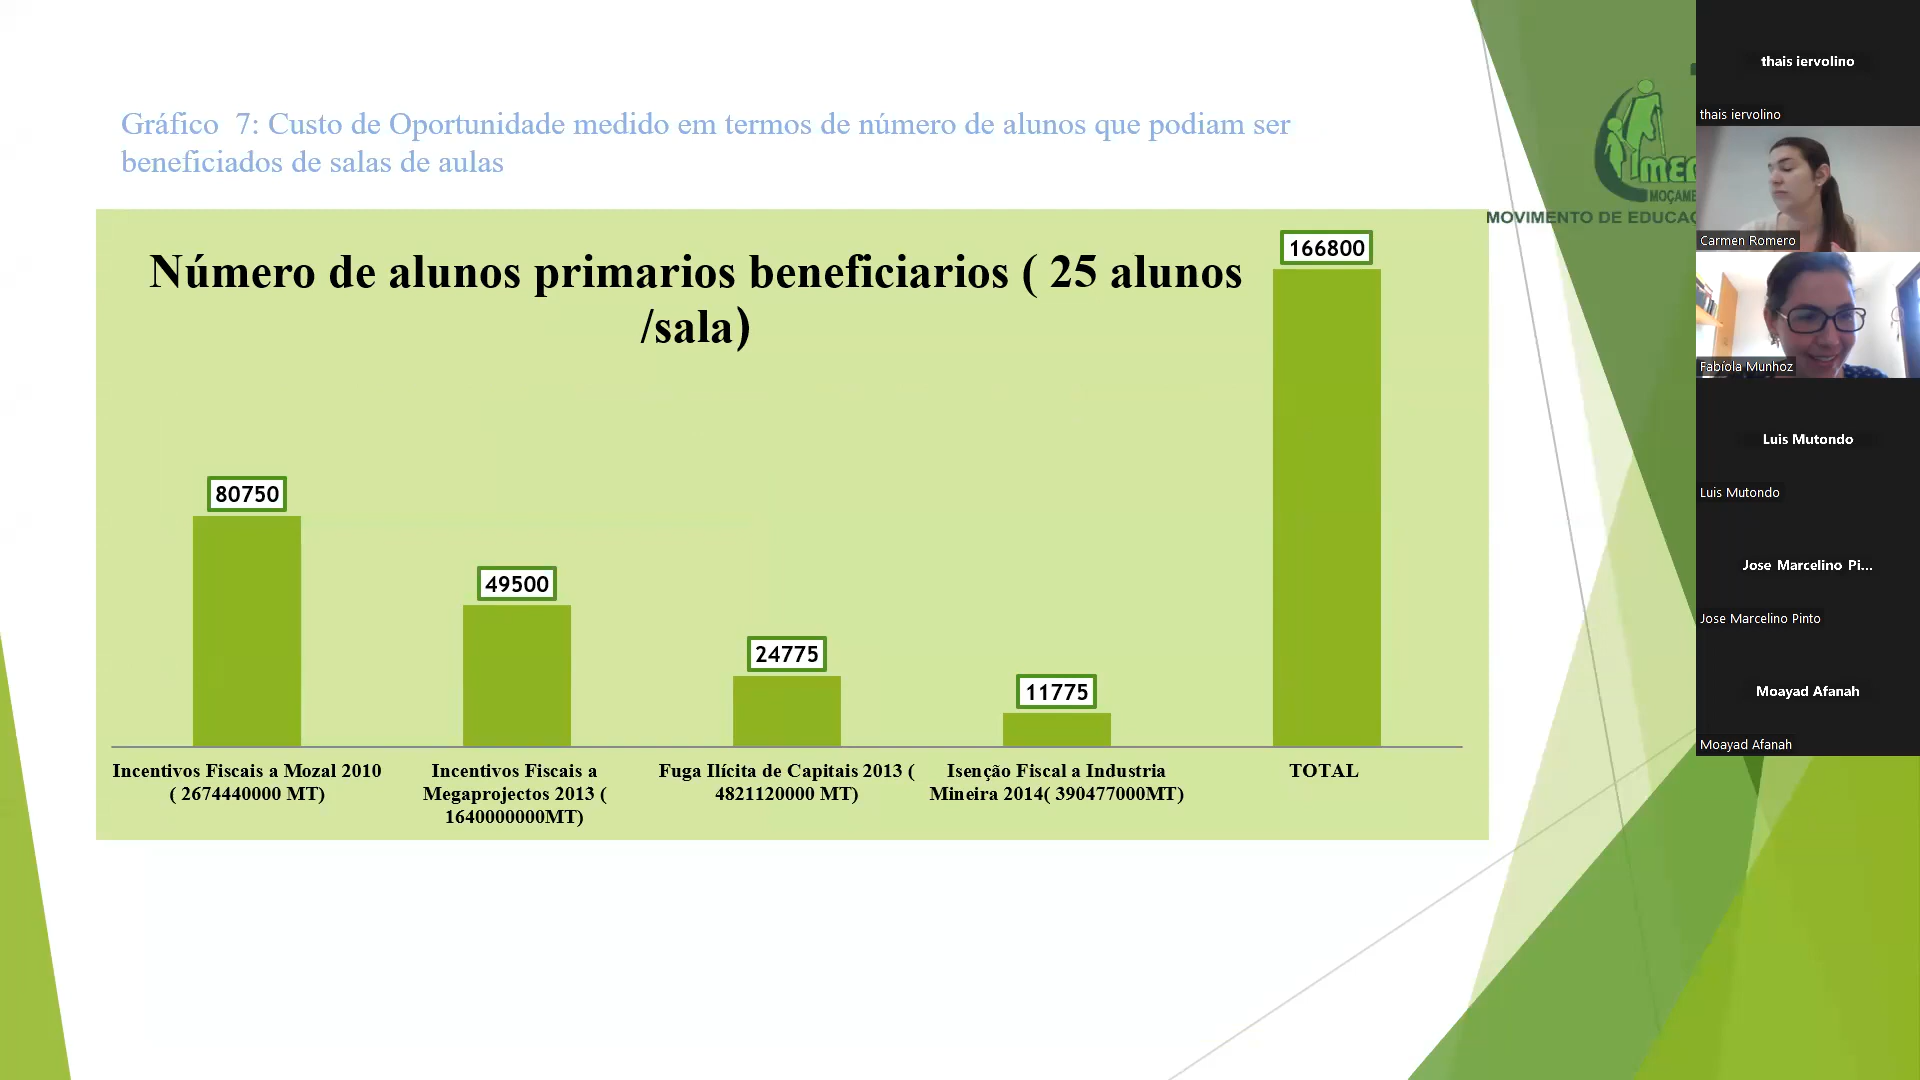 Gráfico  7: Custo de Oportunidade medido em termos de número de alunos que podiam ser
beneficiados de salas de aulas
Número de alunos primarios beneficiarios ( 25 alunos
/sala)
80750
49500
24775
11775
166800
Incentivos Fiscais a Mozal 2010
( 2674440000 MT)
Incentivos Fiscais a
Megaprojectos 2013 (
1640000000MT)
Fuga Ilícita de Capitais 2013 (
4821120000 MT)
Isenção Fiscal a Industria
Mineira 2014( 390477000MT)
TOTAL
MOVIMENTO DE
thais iervolino
thais iervolino
Carmen Romero
Fabíola Munhoz
Luis Mutondo
Luis Mutondo
Jose Marcelino Pi...
Jose Marcelino Pinto
Moayad Afanah
Moayad Afanah